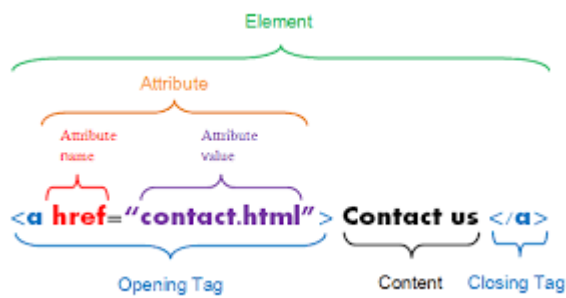 Element
Attribute
Attribute name
Attribute value
<a href=“contact.html”> Contact us </a>
Opening Tag
Content
Closing Tag